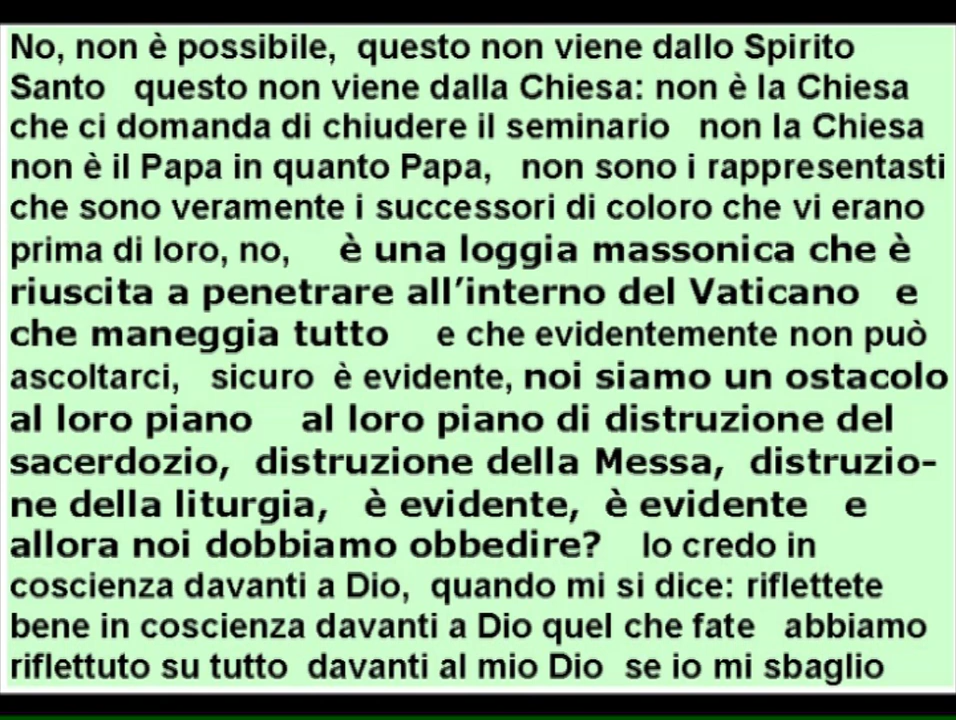 No, non è possibile, questo non viene dallo Spirito
Santo questo non viene dalla Chiesa: non è la Chiesa
che ci domanda di chiudere il seminario non la Chiesa
non è il Papa in quanto Papa, non sono i rappresentasti
che sono veramente i successori di coloro che vi erano
prima di loro, no, è una loggia massonica che è
riuscita a penetrare all'interno del Vaticano e
che maneggia tutto e che evidentemente non può
ascoltarci, sicuro è evidente, noi siamo un ostacolo
al loro piano al loro piano di distruzione del
sacerdozio, distruzione della Messa, distruzio-
ne della liturgia, è evidente, è evidente e
allora noi dobbiamo obbedire? Io credo in
coscienza davanti a Dio, quando mi si dice: riflettete
bene in coscienza davanti a Dio quel che fate abbiamo
riflettuto su tutto davanti al mio Dio se io mi sbaglio